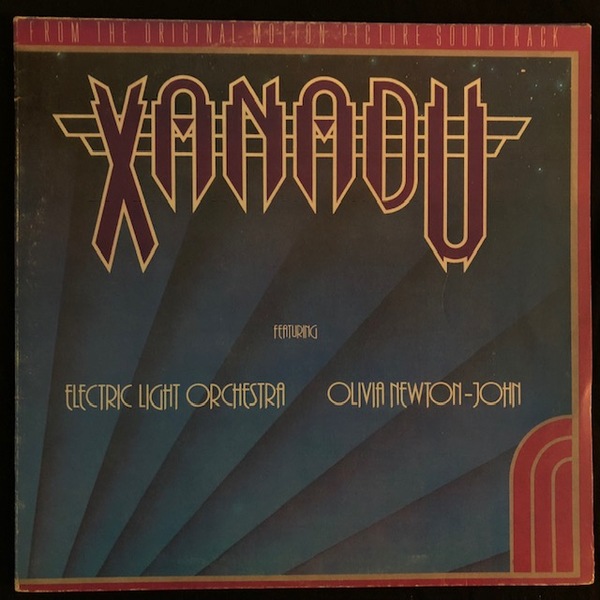 FROM THE ORIGINAL MOTION PICTURE SOUNDTRACK
XANADU
FEATURING
ELECTRIC LIGHT ORCHESTRA OLIVIA NEWTON-JOHN